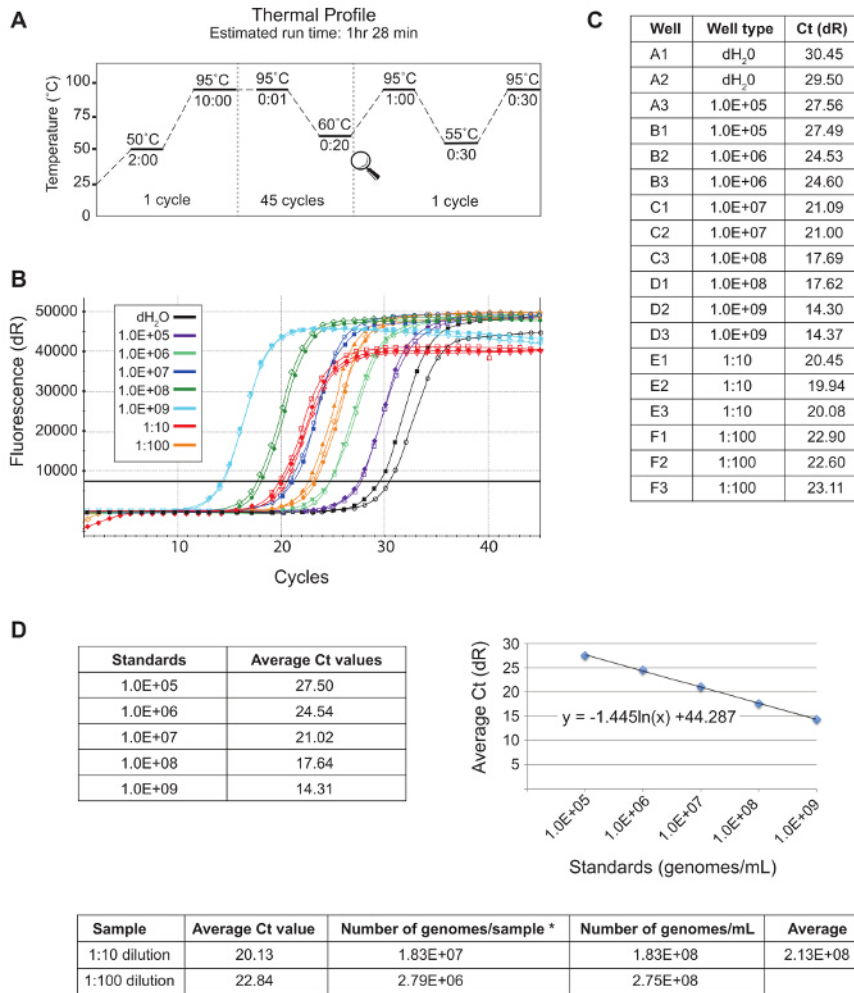 A
Thermal Profile
Estimated run time: 1hr 28 min
Temperature (˚C)
100
75
50
25
0
50˚C
2:00
95˚C
10:00
95˚C
0:01
60˚C
0:20
95˚C
1:00
55˚C
0:30
95˚C
0:30
1 cycle
45 cycles
1 cycle
B
Fluorescence (dR)
50000
40000
30000
20000
10000
dH2O
1.0E+05
1.0E+06
1.0E+07
1.0E+08
1.0E+09
1:10
1:100
10 20 30 40
Cycles
C
Well Well type Ct (dR)
A1 dH20 30.45
A2 dH20 29.50
A3 1.0E+05 27.56
B1 1.0E+05 27.49
B2 1.0E+06 24.53
B3 1.0E+06 24.60
C1 1.0E+07 21.09
C2 1.0E+07 21.00
C3 1.0E+08 17.69
D1 1.0E+08 17.62
D2 1.0E+09 14.30
D3 1.0E+09 14.37
E1 1:10 20.45
E2 1:10 19.94
E3 1:10 20.08
F1 1:100 22.90
F2 1:100 22.60
F3 1:100 23.11
D
Standards Average Ct values
1.0E+05 27.50
1.0E+06 24.54
1.0E+07 21.02
1.0E+08 17.64
1.0E+09 14.31
Average Ct (dR)
30
25
20
15
10
5
y = -1.445ln(x) +44.287
1.0E+05
1.0E+06
1.0E+07
1.0E+08
1.0E+09
Standards (genomes/mL)
Sample Average Ct value Number of genomes/sample * Number of genomes/mL Average
1:10 dilution 20.13 1.83E+07 1.83E+08 2.13E+08
1:100 dilution 22.84 2.79E+06 2.75E+08